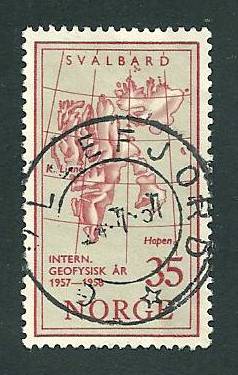 SVALBARD
K. Linné
Hopen
INTERN.
GEOFYSISK ÅR
1957-1958
35
NORGE